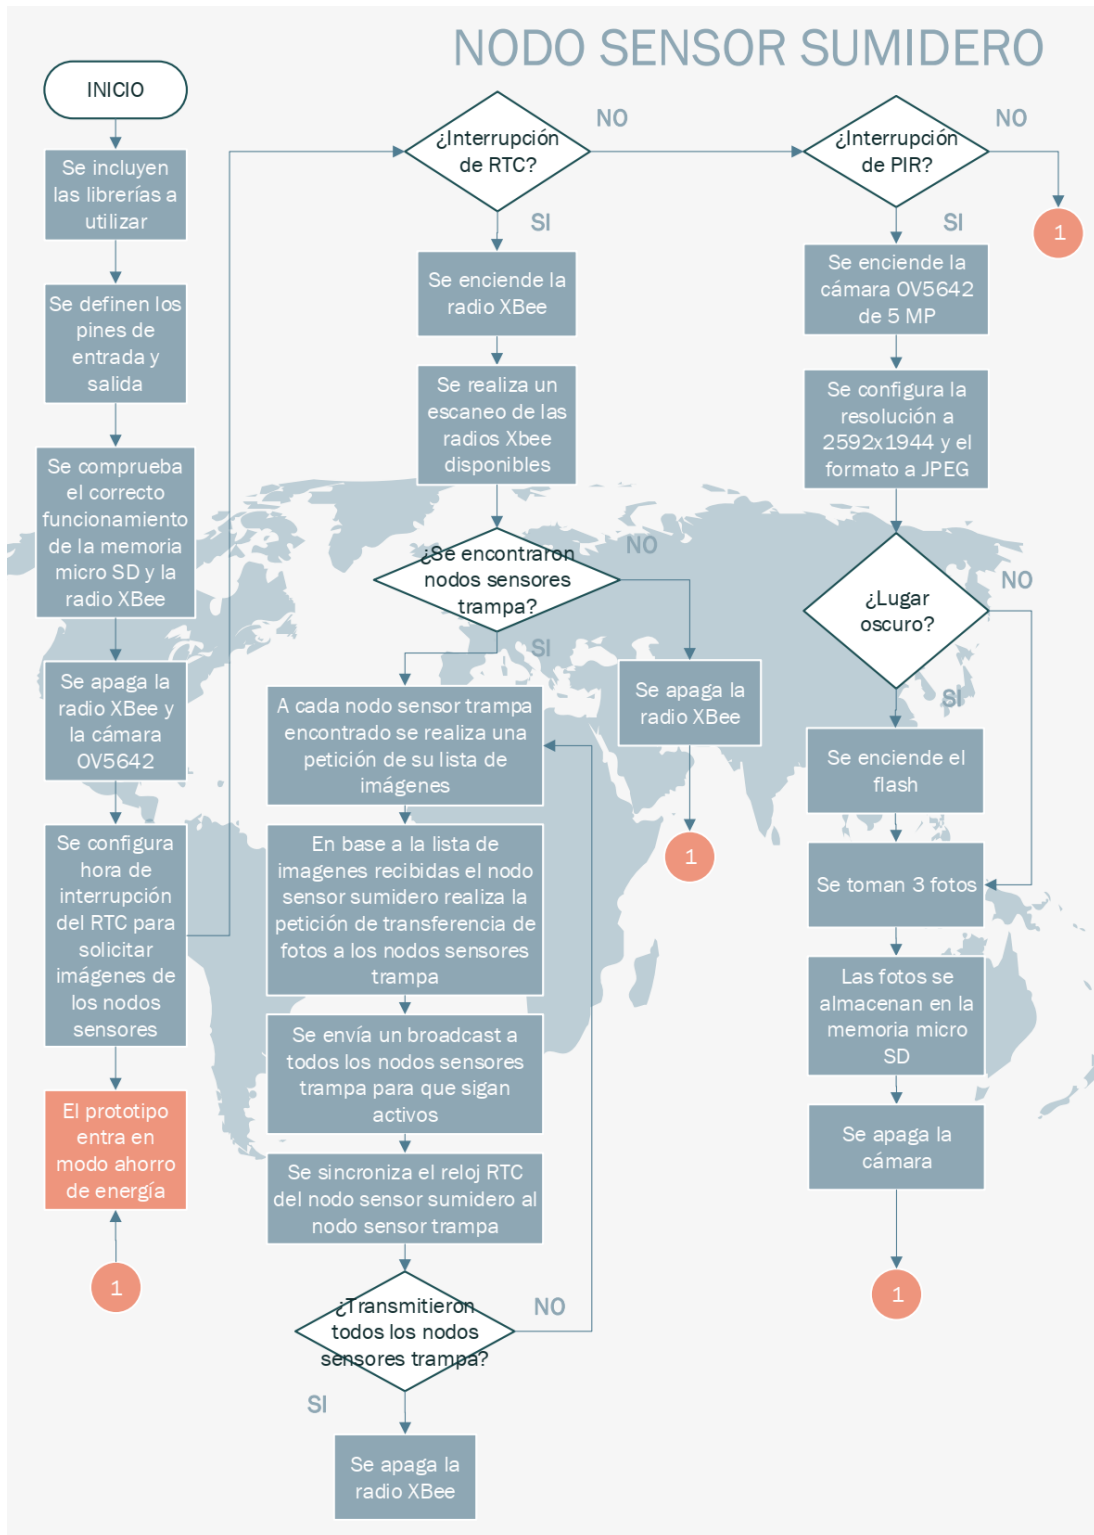 NODO SENSOR SUMIDERO
INICIO
Se incluyen
las librerías a
utilizar
Se definen los
pines de
entrada y
salida
Se comprueba
el correcto
funcionamiento
de la memoria
micro SD y la
radio XBee
Se apaga la
radio XBee y
la cámara
OV5642
Se configura
hora de
interrupción
del RTC para
solicitar
imágenes de
los nodos
sensores
El prototipo
entra en
modo ahorro
de energía
1
¿Interrupción
de RTC?
NO
SI
Se enciende la
radio XBee
Se realiza un
escaneo de las
radios Xbee
disponibles
¿Se encontraron
nodos sensores
trampa?
NO
SI
Se apaga la
radio XBee
1
A cada nodo sensor trampa
encontrado se realiza una
petición de su lista de
imágenes
En base a la lista de
imagenes recibidas el nodo
sensor sumidero realiza la
petición de transferencia de
fotos a los nodos sensores
trampa
Se envía un broadcast a
todos los nodos sensores
trampa para que sigan
activos
Se sincroniza el reloj RTC
del nodo sensor sumidero al
nodo sensor trampa
¿Transmitieron
todos los nodos
sensores trampa?
NO
SI
Se apaga la
radio XBee
¿Interrupción
de PIR?
NO
1
SI
Se enciende la
cámara OV5642
de 5 MP
Se configura la
resolución a
2592x1944 y el
formato a JPEG
¿Lugar
oscuro?
NO
SI
Se enciende el
flash
Se toman 3 fotos
Las fotos se
almacenan en la
memoria micro
SD
Se apaga la
cámara
1